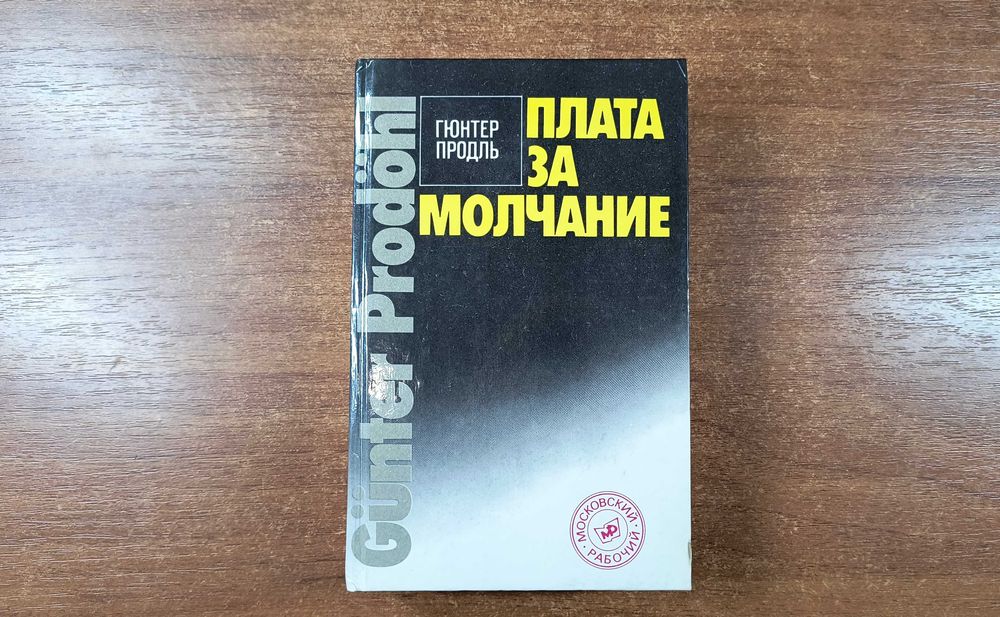 Günter Prodöhl
ГЮНТЕР
ПРОДЛЬ
ПЛАТА
ЗА
МОЛЧАНИЕ
МОСКОВСКИЙ
РАБОЧИЙ
МР